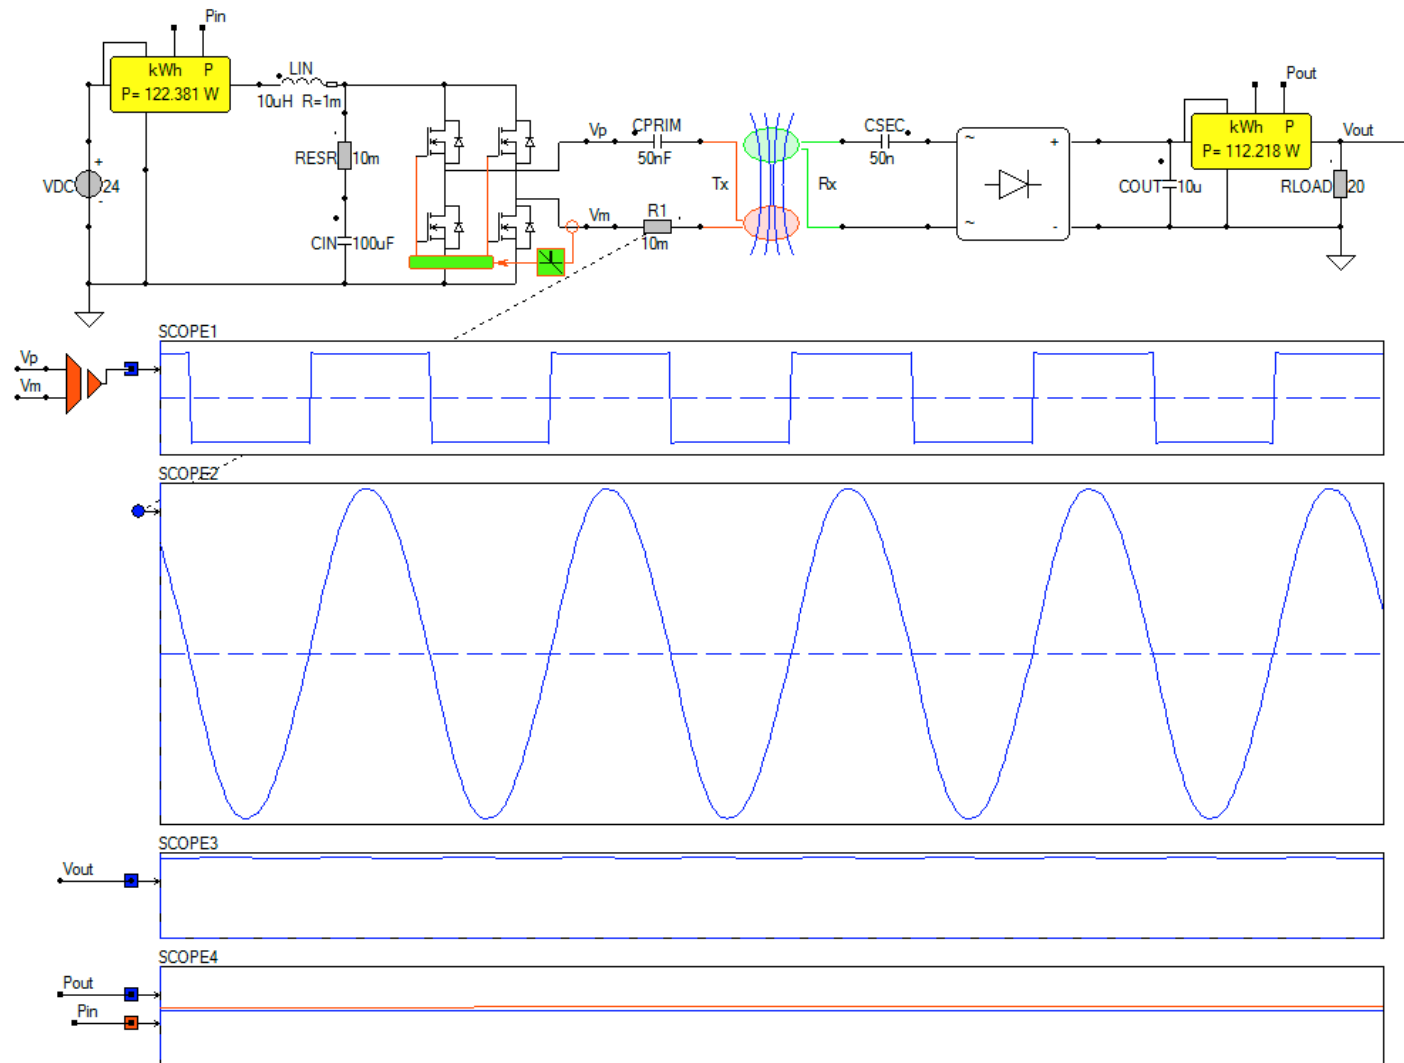 Pin
kWh P
P= 122.381 W
LIN
10uH R=1m
VDC
+
24
-
RESR
10m
CIN
100uF
Vp
CPRIM
50nF
Vm
R1
10m
Tx
Rx
CSEC
50n
~
+
~
-
COUT
10u
Pout
kWh P
P= 112.218 W
Vout
RLOAD
20
SCOPE1
Vp
Vm
SCOPE2
SCOPE3
Vout
SCOPE4
Pout
Pin